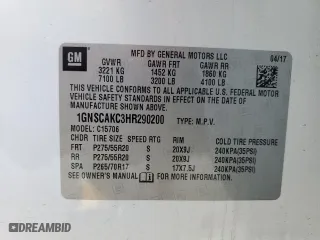 GM
MFD BY GENERAL MOTORS LLC
04/17
GVWR GAWR FRT GAWR RR
3221 KG 1452 KG 1860 KG
7100 LB 3200 LB 4100 LB
THIS VEHICLE CONFORMS TO ALL APPLICABLE U.S. FEDERAL
MOTOR VEHICLE SAFETY
STANDARDS IN EFFECT ON THE DATE OF
MANUFACTURE SHOWN ABOVE.
1GNSCAKC3HR290200 TYPE: M.P.V.
MODEL: C15706
TIRE SIZE SPEED RTG RIM COLD TIRE PRESSURE
FRT P275/55R20 S 20X9J 240KPA(35PSI)
RR P275/55R20 S 20X9J 240KPA(35PSI)
SPA P265/70R17 S 17X7.5J 240KPA(35PSI)
SEE OWNER'S MANUAL FOR ADDITIONAL INFORMATION.
© 2023 AutoBidMaster